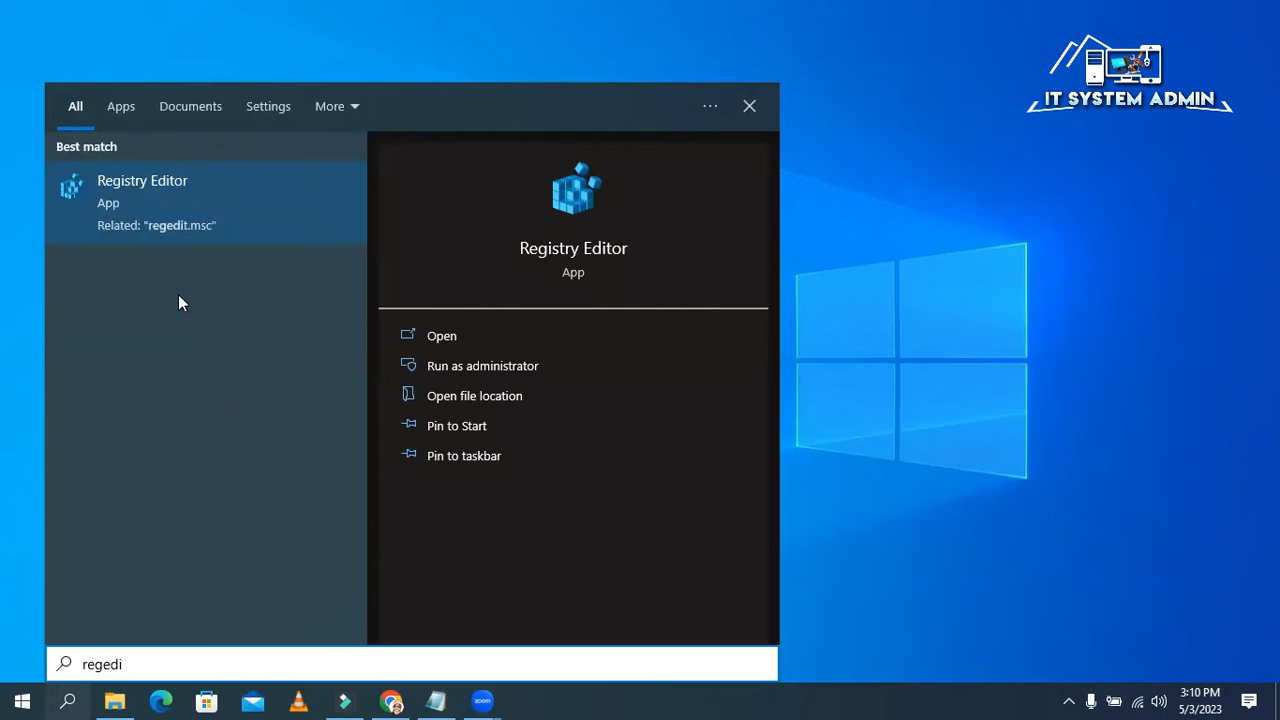 IT SYSTEM ADMIN
All Apps Documents Settings More ...
Best match
Registry Editor
App
Related: "regedit.msc"
Registry Editor
App
Open
Run as administrator
Open file location
Pin to Start
Pin to taskbar
regedi
zoom
3:10 PM
5/3/2023